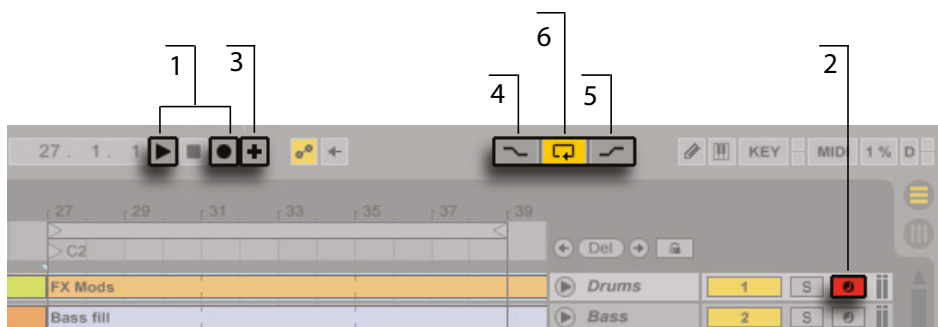 1 3 4 6 5 2
27. 1. 1 KEY MIDI 1 % D
27 29 31 33 35 37 39
C2 Del
FX Mods Drums 1 S
Bass fill Bass 2 S